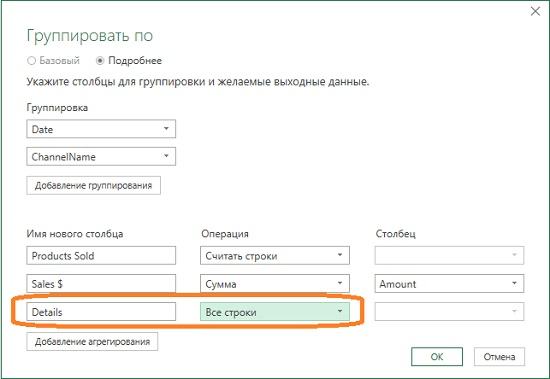 Группировать по
Базовый Подробнее
Укажите столбцы для группировки и желаемые выходные данные.
Группировка
Date
ChannelName
Добавление группирования
Имя нового столбца Операция Столбец
Products Sold Считать строки
Sales $ Сумма Amount
Details Все строки
Добавление агрегирования
ОК Отмена